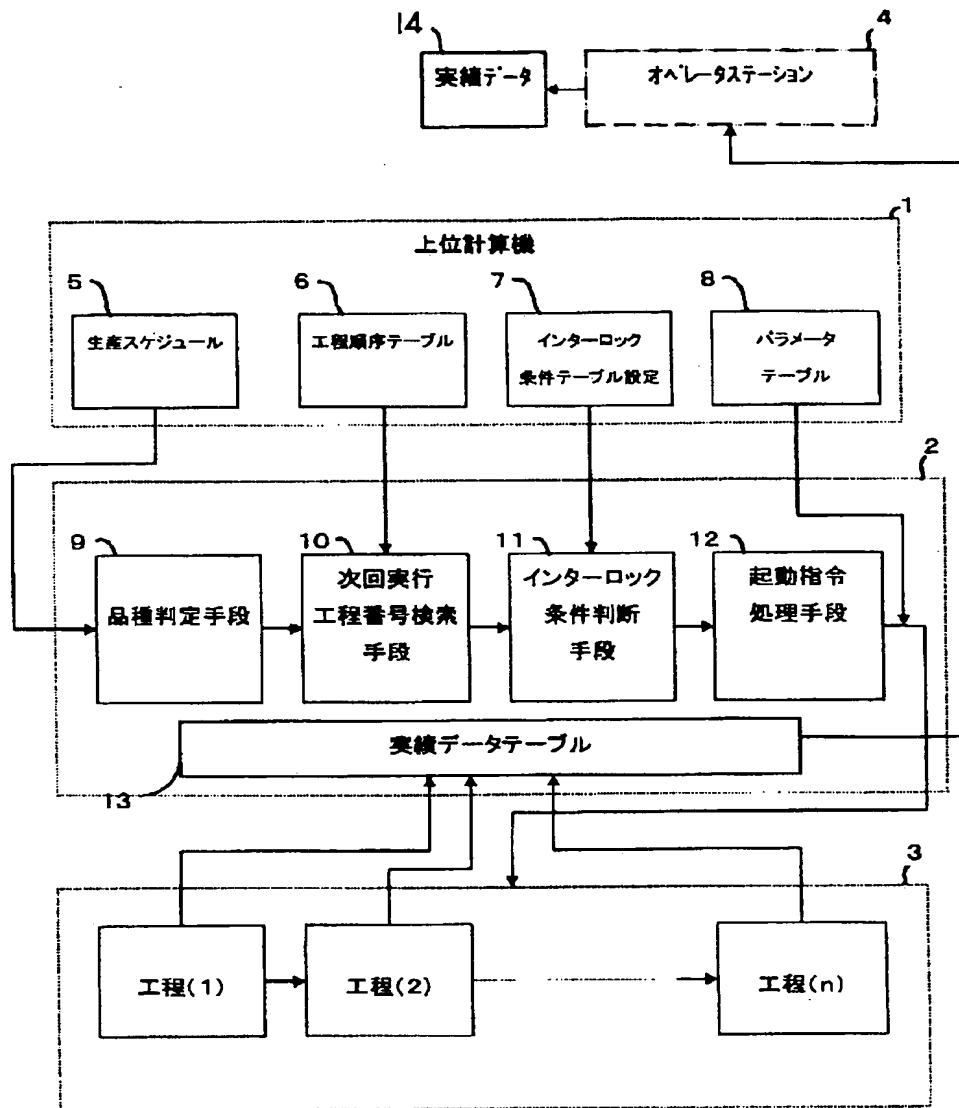 14
4
実績データ
オペレータステーション
1
上位計算機
5
6
7
8
生産スケジュール
工程順序テーブル
インターロック
条件テーブル設定
パラメータ
テーブル
2
9
10
11
12
品種判定手段
次回実行
工程番号検索
手段
インターロック
条件判断
手段
起動指令
処理手段
実績データテーブル
13
3
工程(1)
工程(2)
工程(n)